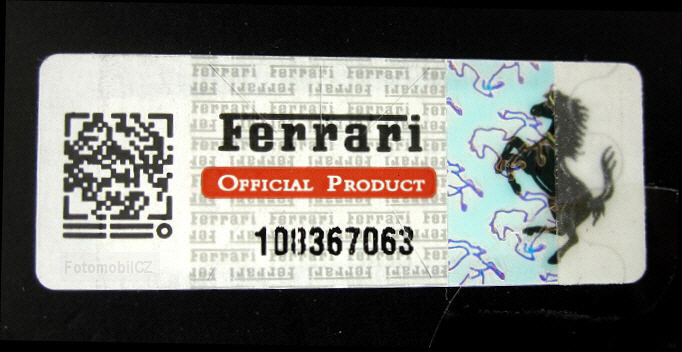 Ferrari
OFFICIAL PRODUCT
108367063
FotomobilCZ